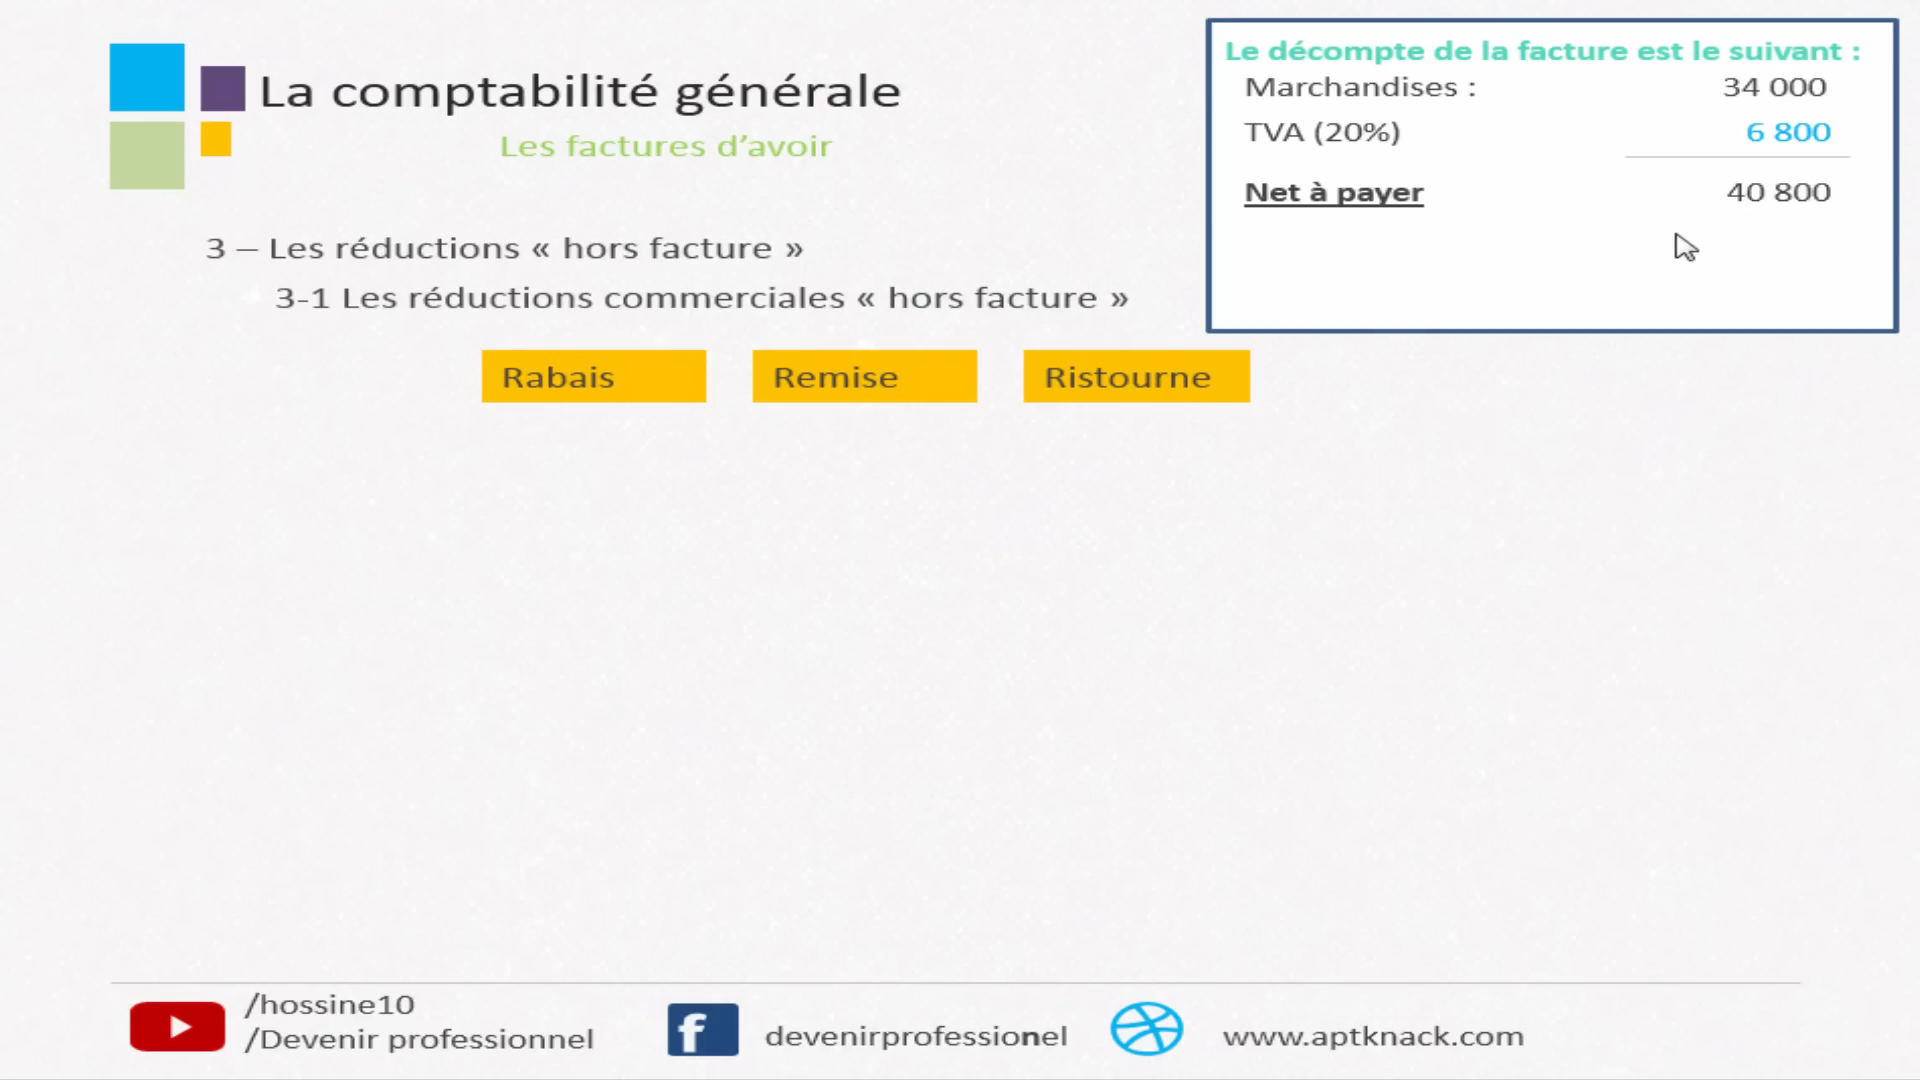 La comptabilité générale
Les factures d’avoir
Le décompte de la facture est le suivant :
Marchandises : 34 000
TVA (20%) 6 800
Net à payer 40 800
3 – Les réductions « hors facture »
3-1 Les réductions commerciales « hors facture »
Rabais Remise Ristourne
/hossine10
/Devenir professionnel
f devenirprofessionel
www.aptknack.com